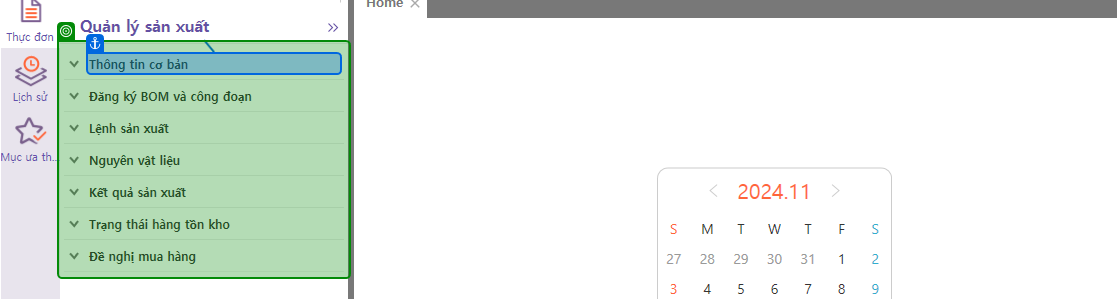 Home
Thực đơn
Quản lý sản xuất
Thông tin cơ bản
Lịch sử
Đăng ký BOM và công đoạn
Lệnh sản xuất
Mục ưa th...
Nguyên vật liệu
Kết quả sản xuất
Trạng thái hàng tồn kho
Đề nghị mua hàng
2024.11
S M T W T F S
27 28 29 30 31 1 2
3 4 5 6 7 8 9